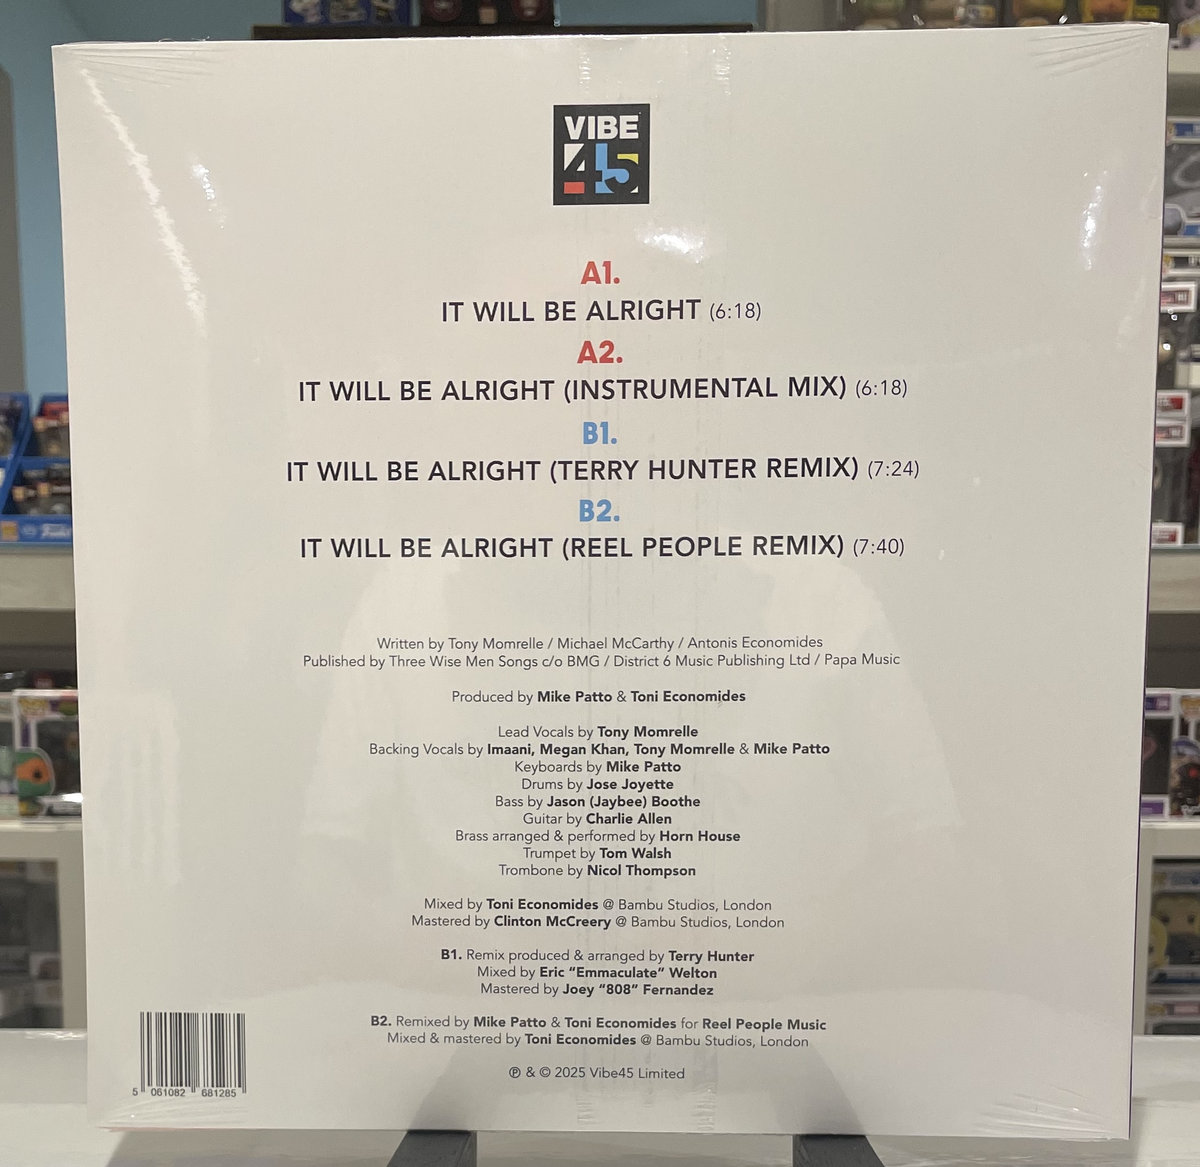 VIBE
45
A1.
IT WILL BE ALRIGHT (6:18)
A2.
IT WILL BE ALRIGHT (INSTRUMENTAL MIX) (6:18)
B1.
IT WILL BE ALRIGHT (TERRY HUNTER REMIX) (7:24)
B2.
IT WILL BE ALRIGHT (REEL PEOPLE REMIX) (7:40)
Written by Tony Momrelle / Michael McCarthy / Antonis Economides
Published by Three Wise Men Songs c/o BMG / District 6 Music Publishing Ltd / Papa Music
Produced by Mike Patto & Toni Economides
Lead Vocals by Tony Momrelle
Backing Vocals by Imaani, Megan Khan, Tony Momrelle & Mike Patto
Keyboards by Mike Patto
Drums by Jose Joyette
Bass by Jason (Jaybee) Boothe
Guitar by Charlie Allen
Brass arranged & performed by Horn House
Trumpet by Tom Walsh
Trombone by Nicol Thompson
Mixed by Toni Economides @ Bambu Studios, London
Mastered by Clinton McCreery @ Bambu Studios, London
B1. Remix produced & arranged by Terry Hunter
Mixed by Eric “Emmaculate” Welton
Mastered by Joey “808” Fernandez
B2. Remixed by Mike Patto & Toni Economides for Reel People Music
Mixed & mastered by Toni Economides @ Bambu Studios, London
℗ & © 2025 Vibe45 Limited
5 061082 681285
Funko